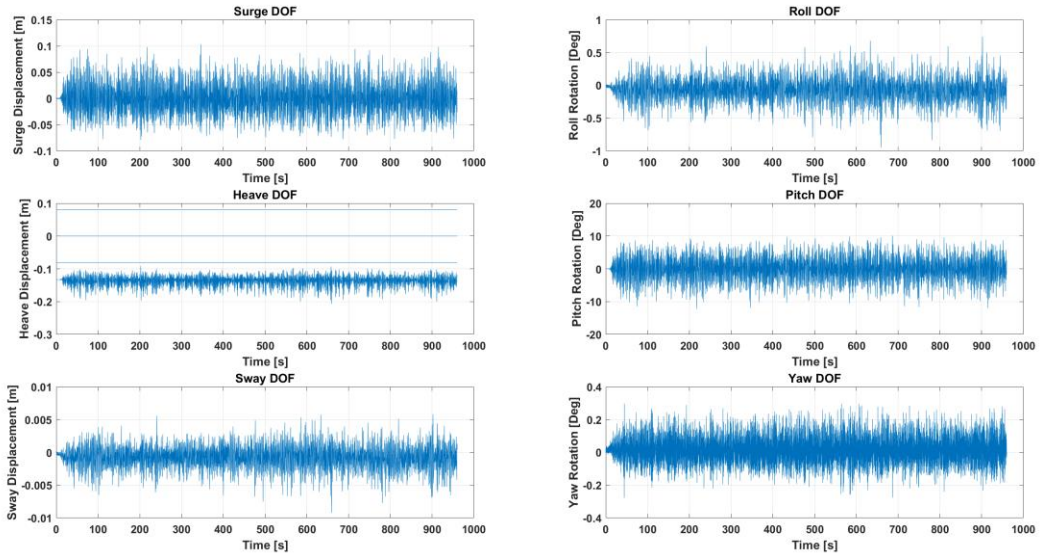 Surge DOF
Surge Displacement [m]
0.15
0.1
0.05
0
-0.05
-0.1
0 100 200 300 400 500 600 700 800 900 1000
Time [s]
Roll DOF
Roll Rotation [Deg]
1
0.5
0
-0.5
-1
0 100 200 300 400 500 600 700 800 900 1000
Time [s]
Heave DOF
Heave Displacement [m]
0.1
0
-0.1
-0.2
-0.3
0 100 200 300 400 500 600 700 800 900 1000
Time [s]
Pitch DOF
Pitch Rotation [Deg]
20
10
0
-10
-20
0 100 200 300 400 500 600 700 800 900 1000
Time [s]
Sway DOF
Sway Displacement [m]
0.01
0.005
0
-0.005
-0.01
0 100 200 300 400 500 600 700 800 900 1000
Time [s]
Yaw DOF
Yaw Rotation [Deg]
0.4
0.2
0
-0.2
-0.4
0 100 200 300 400 500 600 700 800 900 1000
Time [s]